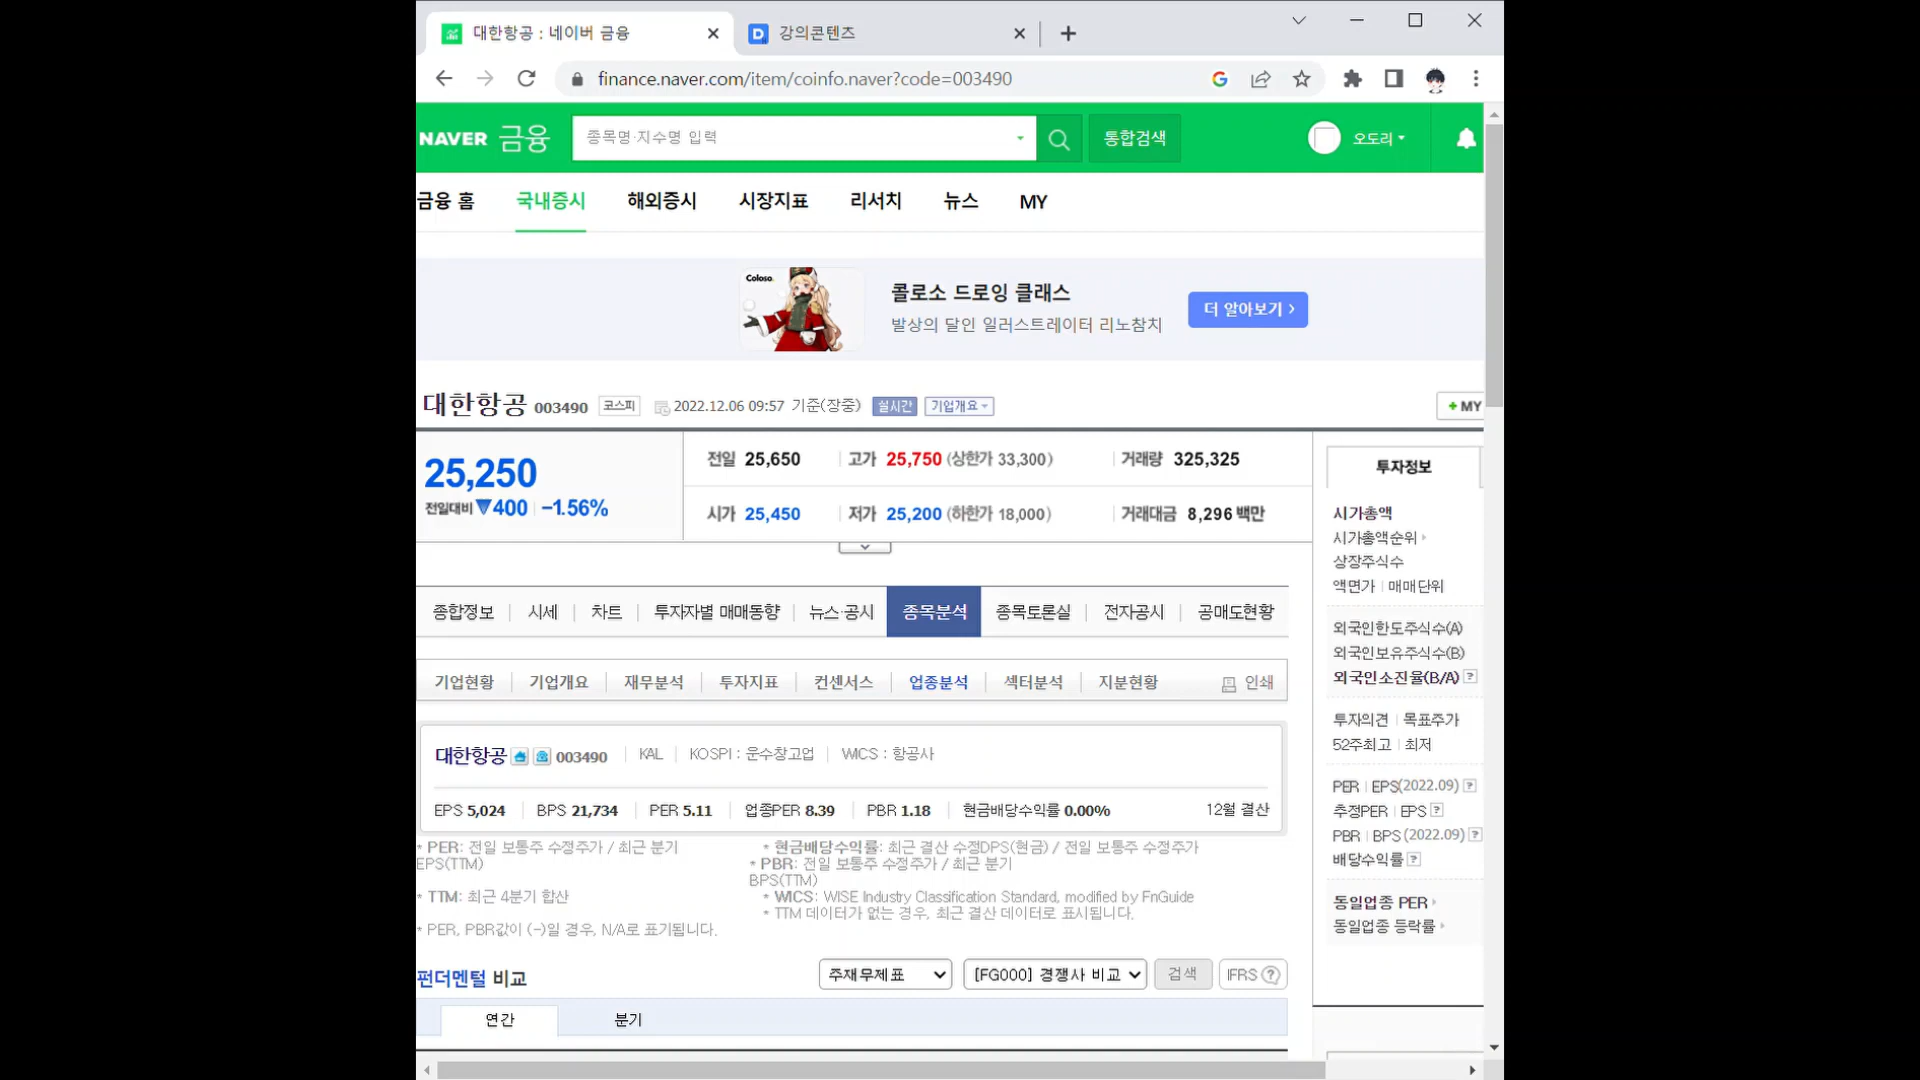 대한항공 : 네이버 금융
강의콘텐츠
finance.naver.com/item/coinfo.naver?code=003490
NAVER 금융
종목명·지수명 입력
통합검색
오도리
금융 홈 국내증시 해외증시 시장지표 리서치 뉴스 MY
Coloso.
콜로소 드로잉 클래스
발상의 달인 일러스트레이터 리노참치
더 알아보기 >
대한항공 003490 코스피 2022.12.06 09:57 기준(장중) 실시간 기업개요
+ MY
25,250
전일대비 ▼400 -1.56%
전일 25,650 고가 25,750 (상한가 33,300) 거래량 325,325
시가 25,450 저가 25,200 (하한가 18,000) 거래대금 8,296 백만
종합정보 시세 차트 투자자별 매매동향 뉴스·공시 종목분석 종목토론실 전자공시 공매도현황
기업현황 기업개요 재무분석 투자지표 컨센서스 업종분석 섹터분석 지분현황 인쇄
대한항공 003490 KAL KOSPI : 운수창고업 WICS : 항공사
EPS 5,024 BPS 21,734 PER 5.11 업종PER 8.39 PBR 1.18 현금배당수익률 0.00% 12월 결산
* PER: 전일 보통주 수정주가 / 최근 분기
EPS(TTM)
* TTM: 최근 4분기 합산
* PER, PBR값이 (-)일 경우, N/A로 표기됩니다.
* 현금배당수익률: 최근 결산 수정DPS(현금) / 전일 보통주 수정주가
* PBR: 전일 보통주 수정주가 / 최근 분기
BPS(TTM)
* WICS: WISE Industry Classification Standard, modified by FnGuide
* TTM 데이터가 없는 경우, 최근 결산 데이터로 표시됩니다.
펀더멘털 비교
주재무제표 [FG000] 경쟁사 비교 검색 IFRS ?
연간 분기
투자정보
시가총액
시가총액순위
상장주식수
액면가 매매단위
외국인한도주식수(A)
외국인보유주식수(B)
외국인소진율(B/A) ?
투자의견 목표주가
52주최고 최저
PER EPS(2022.09) ?
추정PER EPS ?
PBR BPS (2022.09) ?
배당수익률 ?
동일업종 PER
동일업종 등락률